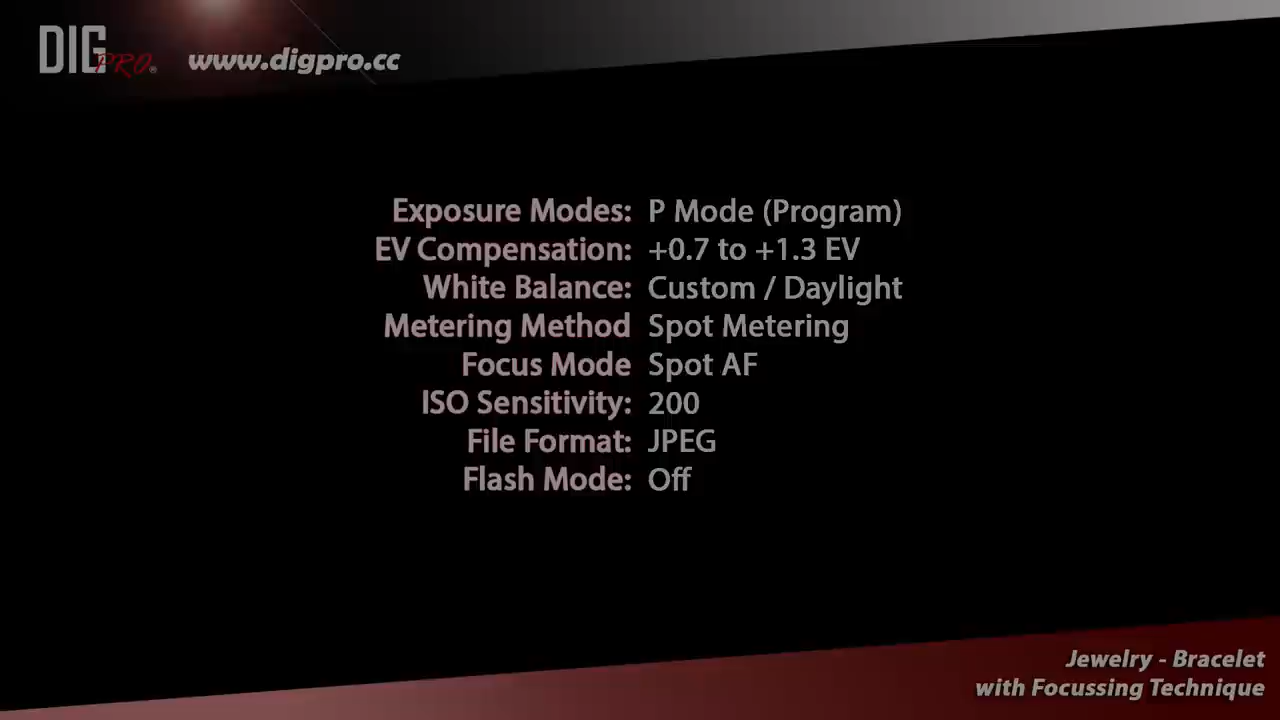 DIGPRO® www.digpro.cc
Exposure Modes: P Mode (Program)
EV Compensation: +0.7 to +1.3 EV
White Balance: Custom / Daylight
Metering Method Spot Metering
Focus Mode Spot AF
ISO Sensitivity: 200
File Format: JPEG
Flash Mode: Off
Jewelry - Bracelet
with Focussing Technique